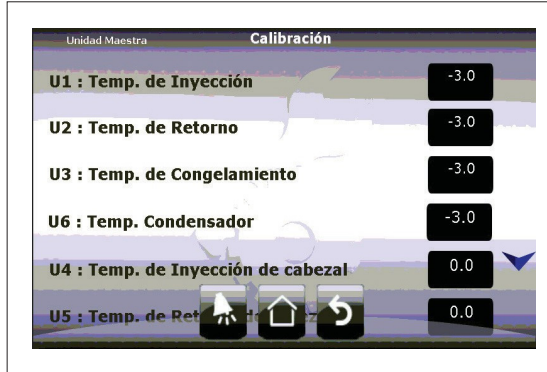 Unidad Maestra Calibración
U1 : Temp. de Inyección -3.0
U2 : Temp. de Retorno -3.0
U3 : Temp. de Congelamiento -3.0
U6 : Temp. Condensador -3.0
U4 : Temp. de Inyección de cabezal 0.0
U5 : Temp. de 0.0